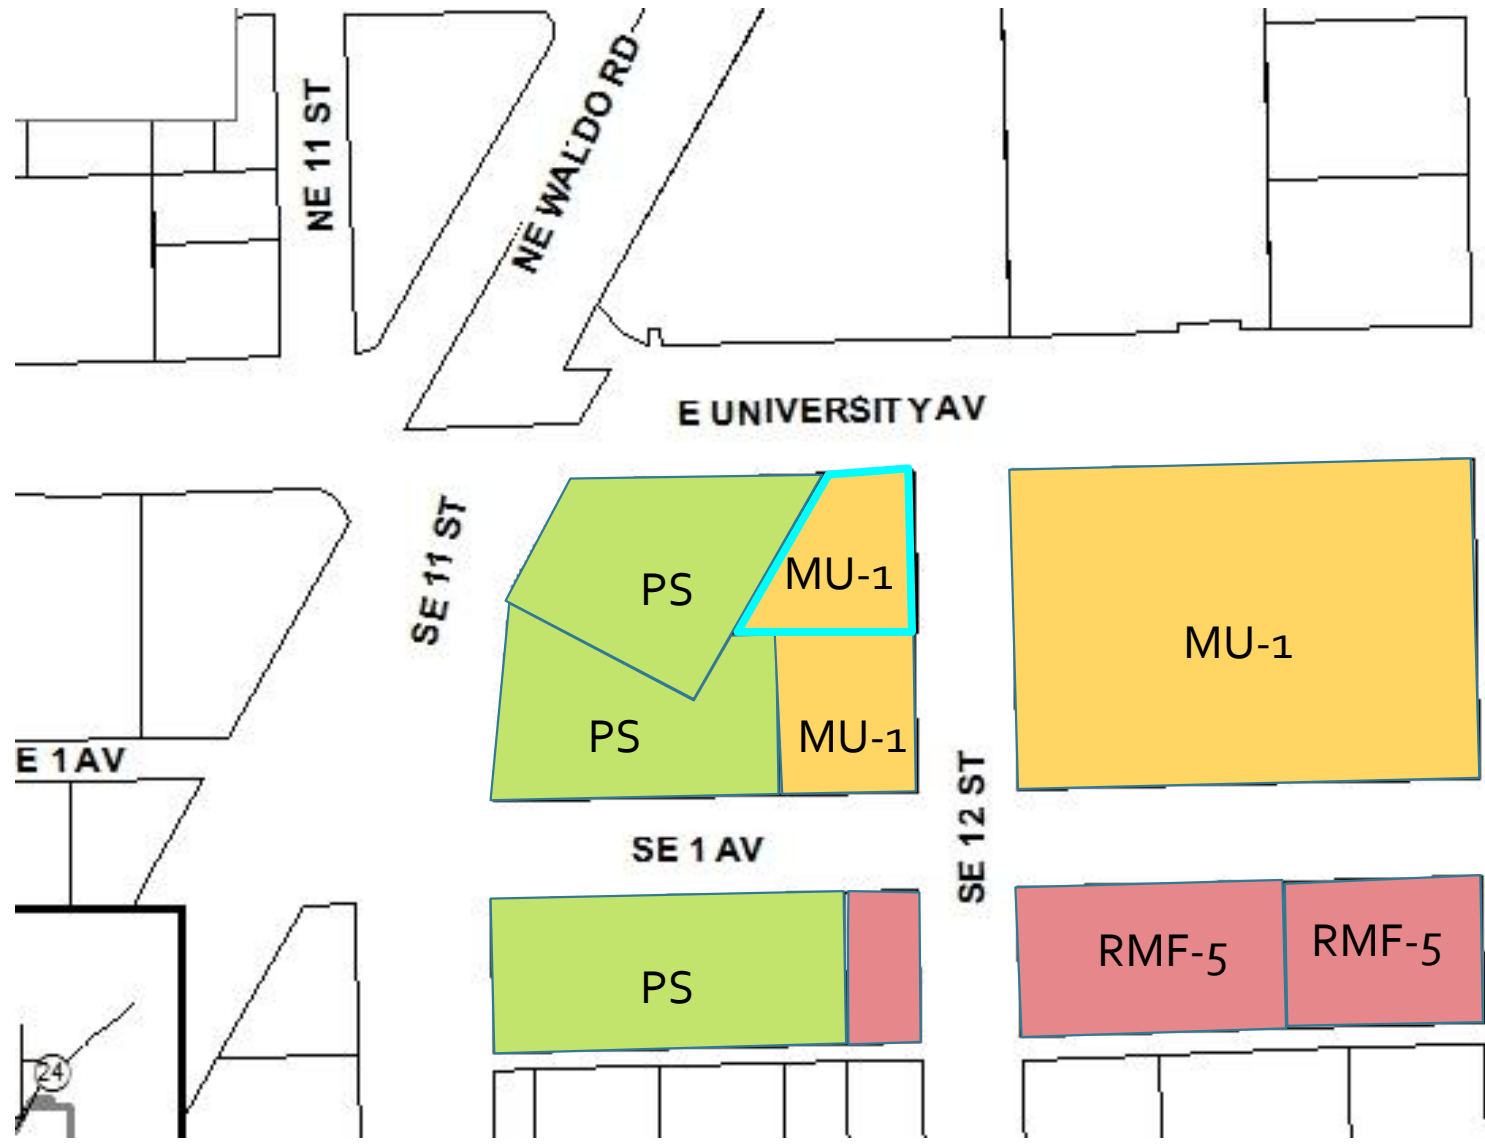 NE 11 ST
NE WALDO RD
E UNIVERSITY AV
SE 11 ST
PS
MU-1
MU-1
PS
MU-1
E 1 AV
SE 1 AV
SE 12 ST
PS
RMF-5
RMF-5
24